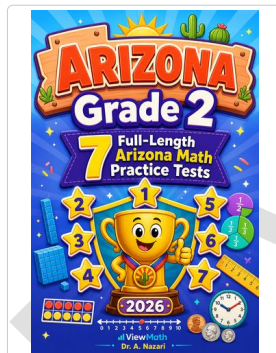 ARIZONA
Grade 2
7 Full-Length
Arizona Math
Practice Tests
1
2
5
3
6
4
7
2026
0 1 2 3 4 5 6 7 8 9 10
ViewMath
Dr. A. Nazari